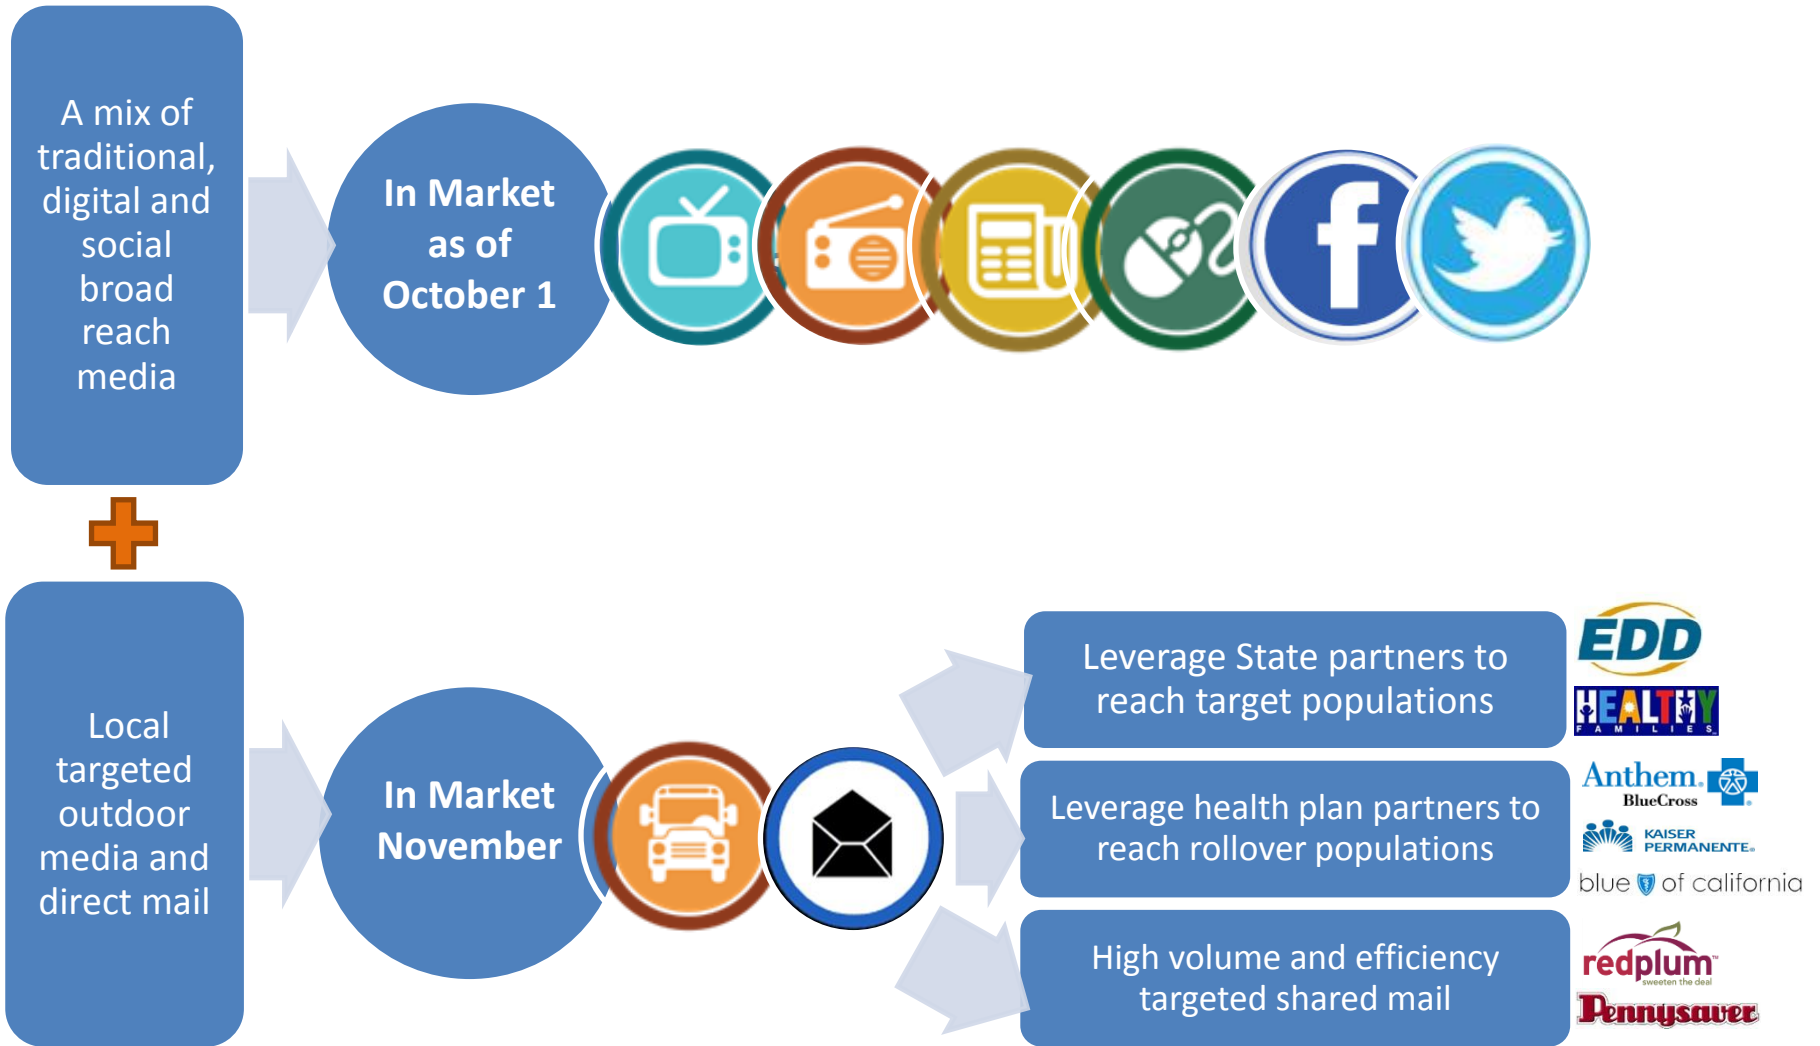 A mix of
traditional,
digital and
social
broad
reach
media
In Market
as of
October 1
f
Local
targeted
outdoor
media and
direct mail
In Market
November
Leverage State partners to
reach target populations
EDD
HEALTHY
FAMILIES
Leverage health plan partners to
reach rollover populations
Anthem.
BlueCross
KAISER
PERMANENTE®
blue of california
High volume and efficiency
targeted shared mail
redplum™
sweeten the deal
Pennysaver